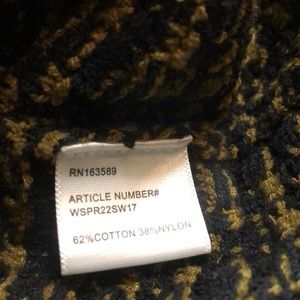 RN163589
ARTICLE NUMBER#
WSPR22SW17
62%COTTON 38%NYLON